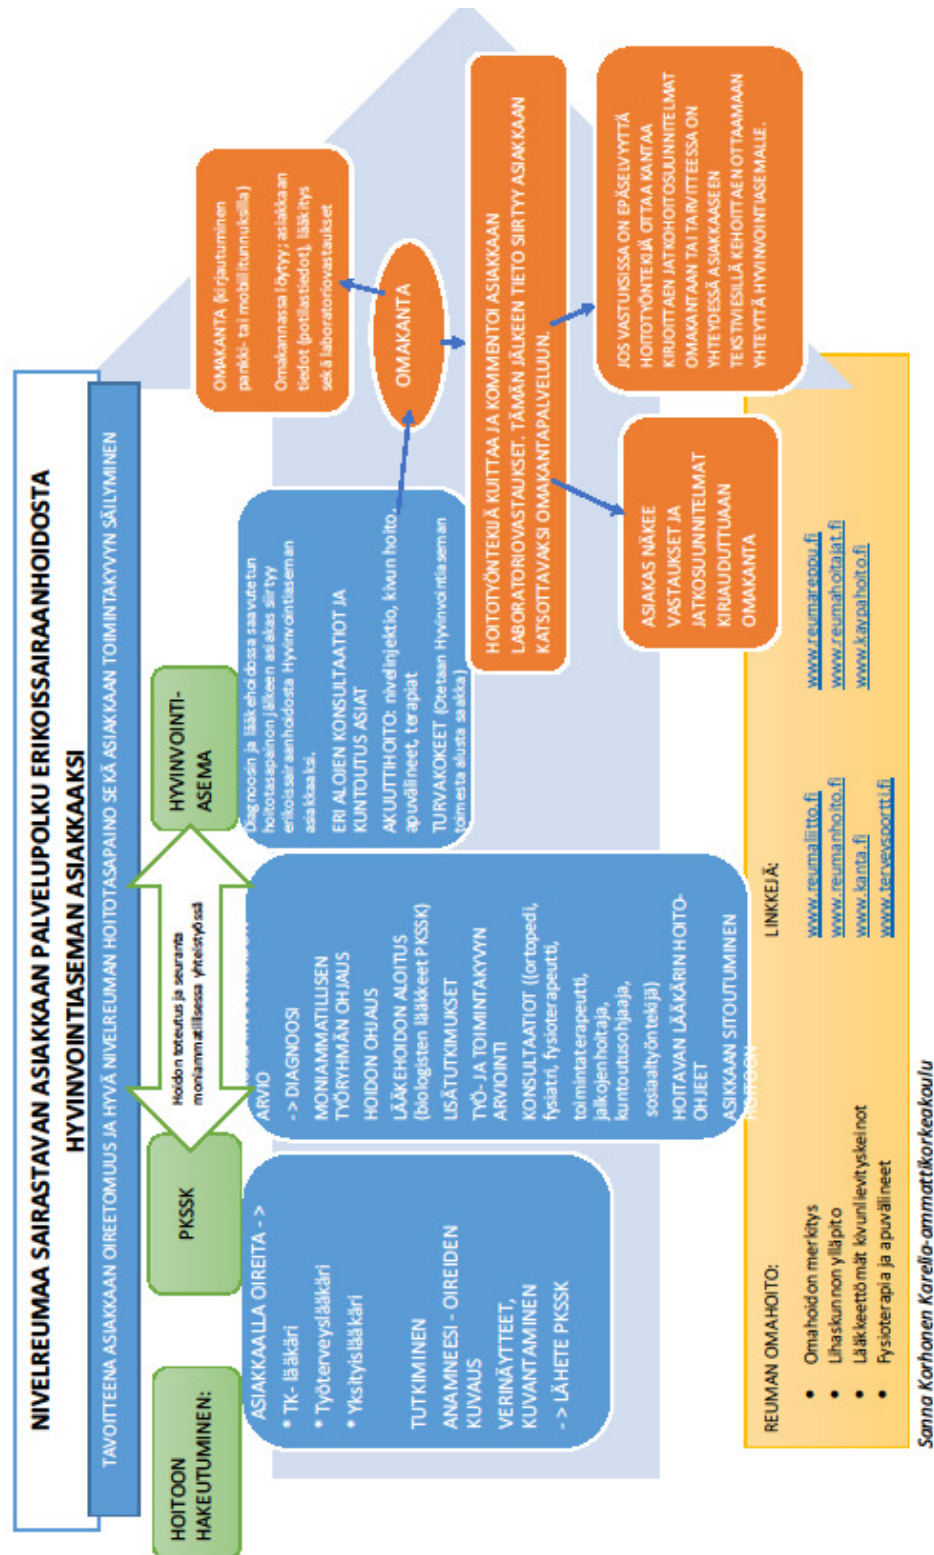 NIVELREUMAA SAIRASTAVAN ASIAKKAAN PALVELUPOLKU ERIKOISSAIRAANHOIDOSTA
HYVINVOINTIASEMAN ASIAKKAAKSI
TAVOITTEENA ASIAKKAAN OIREETOMUUS JA HYVÄ NIVELREUMAN HOITOTASAPAINO SEKÄ ASIAKKAAN TOIMINTAKYVYN SÄILYMINEN
HOITOON
HAKEUTUMINEN:
PKSSK
Hoidon toteutus ja seuranta
moniammatillisessa yhteistyössä
HYVINVOINTI-
ASEMA
ASIAKKAALLA OIREITA - >
* TK- lääkäri
* Työterveyslääkäri
* Yksityislääkäri
TUTKIMINEN
ANAMNEESI - OIREIDEN
KUVAUS
VERINÄYTTEET,
KUVANTAMINEN
- > LÄHETE PKSSK
ARVO
-> DIAGNOOSI
MONIAMMATILLISEN
TYÖRYHMÄN OHJAUS
HOIDON OHJAUS
LÄÄKEHOIDON ALOITUS
(biologisten lääkkeet PKSSK)
LISÄTUTKIMUKSET
TYÖ- JA TOIMINTAKYVYN
ARVIOINTI
KONSULTAATIOT ((ortopedi,
fysiatri, fysioterapeutti,
toimintaterapeutti,
jalkojenhoitaja,
kuntoutusohjaaja,
sosiaalityöntekijä)
HOITAVAN LÄÄKÄRIN HOITO-
OHJEET
ASIKKAAN SITOUTUMINEN
HOITOON
Diagnoosin ja lääkehoidossa saavutetun
hoitotasapainon jälkeen asiakas siirtyy
erikoissairaanhoidosta Hyvinvointiaseman
asiakkaaksi.
ERI ALOJEN KONSULTAATIOT JA
KUNTOUTUS ASIAT
AKUUTTIHOITO: nivelinjektio, kivun hoito,
apuvälineet, terapiat
TURVAKOKEET (Otetaan Hyvinvointiaseman
toimesta alusta saakka)
OMAKANTA (kirjautuminen
pankki- tai mobiilitunnuksilla)
Omakannassa löytyy; asiakkaan
tiedot (potilastiedot), lääkitys
sekä laboratoriovastaukset
OMAKANTA
HOITOTYÖNTEKIJÄ KUITTAA JA KOMMENTOI ASIAKKAAN
LABORATORIOVASTAUKSET. TÄMÄN JÄLKEEN TIETO SIIRTYY ASIAKKAAN
KATSOTTAVAKSI OMAKANTAPALVELUUN.
ASIAKAS NÄKEE
VASTAUKSET JA
JATKOSUUNNITELMAT
KIRJAUDUTTUAAN
OMAKANTA
JOS VASTUKSISSA ON EPÄSELVYYTTÄ
HOITOTYÖNTEKIJÄ OTTAA KANTAA
KIRJOITTAEN JATKOHOITOSUUNNITELMAT
OMAKANTAAN TAI TARVITTEESSA ON
YHTEYDESSÄ ASIAKKAASEEN
TEKSTIVIESILLÄ KEHOITTAEN OTTAAMAAN
YHTEYTTÄ HYVINVOINTIASEMALLE.
REUMAN OMAHOITO:
• Omahoidon merkitys
• Lihaskunnon ylläpito
• Lääkkeettömät kivunlievityskeinot
• Fysioterapia ja apuvälineet
LINKKEJÄ:
www.reumaliitto.fi
www.reumanhoito.fi
www.kanta.fi
www.terveysportti.fi
www.reumareppu.fi
www.reumahoitajat.fi
www.kaypahoito.fi
Sanna Korhonen Karelia-ammattikorkeakoulu